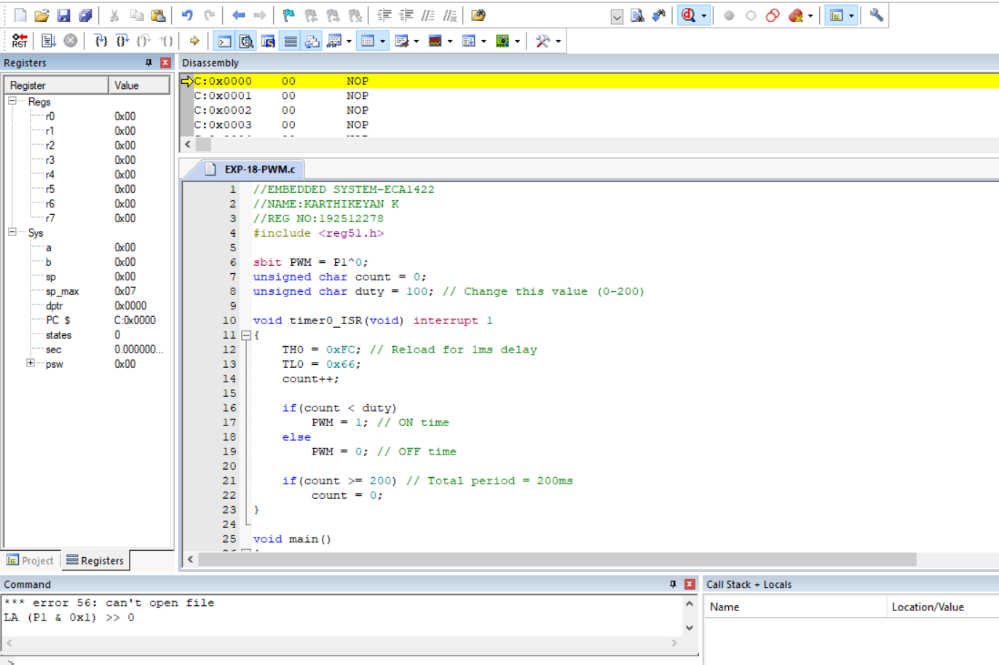 RST
Registers
Disassembly
Register Value
Regs
r0 0x00
r1 0x00
r2 0x00
r3 0x00
r4 0x00
r5 0x00
r6 0x00
r7 0x00
Sys
a 0x00
b 0x00
sp 0x00
sp_max 0x07
dptr 0x0000
PC $ C:0x0000
states 0
sec 0.000000...
psw 0x00
Project Registers
C:0x0000 00 NOP
C:0x0001 00 NOP
C:0x0002 00 NOP
C:0x0003 00 NOP
EXP-18-PWM.c
1 //EMBEDDED SYSTEM-ECA1422
2 //NAME:KARTHIKEYAN K
3 //REG NO:192512278
4 #include <reg51.h>
5
6 sbit PWM = P1^0;
7 unsigned char count = 0;
8 unsigned char duty = 100; // Change this value (0-200)
9
10 void timer0_ISR(void) interrupt 1
11 {
12 TH0 = 0xFC; // Reload for 1ms delay
13 TL0 = 0x66;
14 count++;
15
16 if(count < duty)
17 PWM = 1; // ON time
18 else
19 PWM = 0; // OFF time
20
21 if(count >= 200) // Total period = 200ms
22 count = 0;
23 }
24
25 void main()
Command
*** error 56: can't open file
LA (P1 & 0x1) >> 0
>
Call Stack + Locals
Name Location/Value